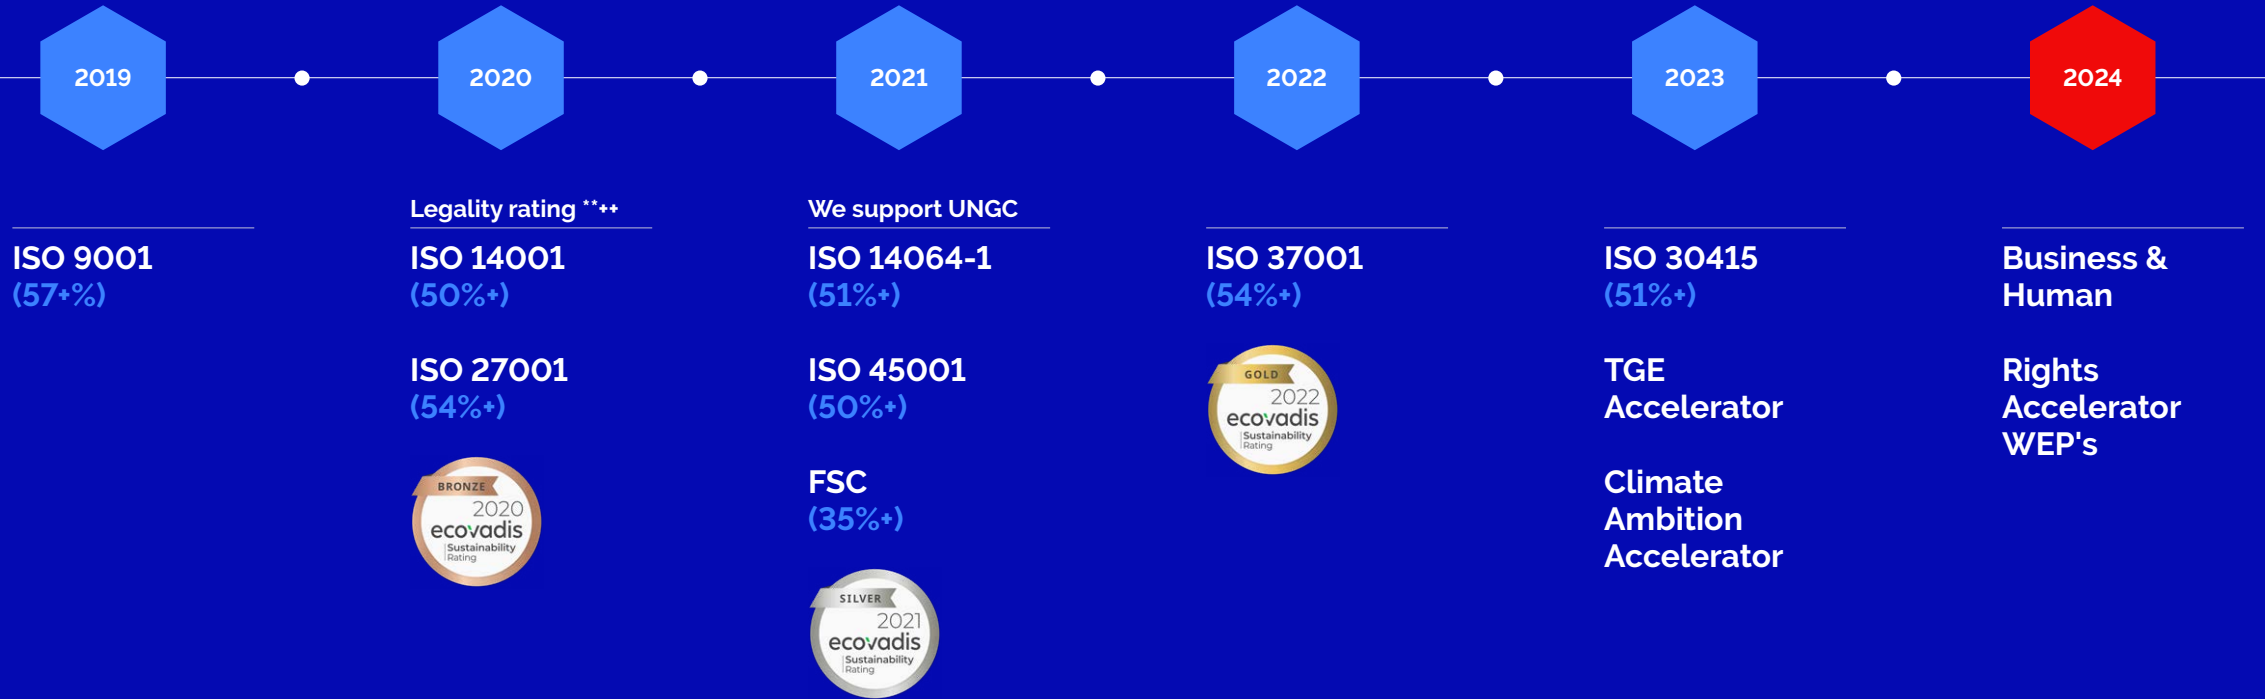 2019
2020
2021
2022
2023
2024
ISO 9001
(57+%)
Legality rating **++
ISO 14001
(50%+)
ISO 27001
(54%+)
BRONZE
2020
ecovadis
Sustainability
Rating
We support UNGC
ISO 14064-1
(51%+)
ISO 45001
(50%+)
FSC
(35%+)
SILVER
2021
ecovadis
Sustainability
Rating
ISO 37001
(54%+)
GOLD
2022
ecovadis
Sustainability
Rating
ISO 30415
(51%+)
TGE
Accelerator
Climate
Ambition
Accelerator
Business &
Human
Rights
Accelerator
WEP's